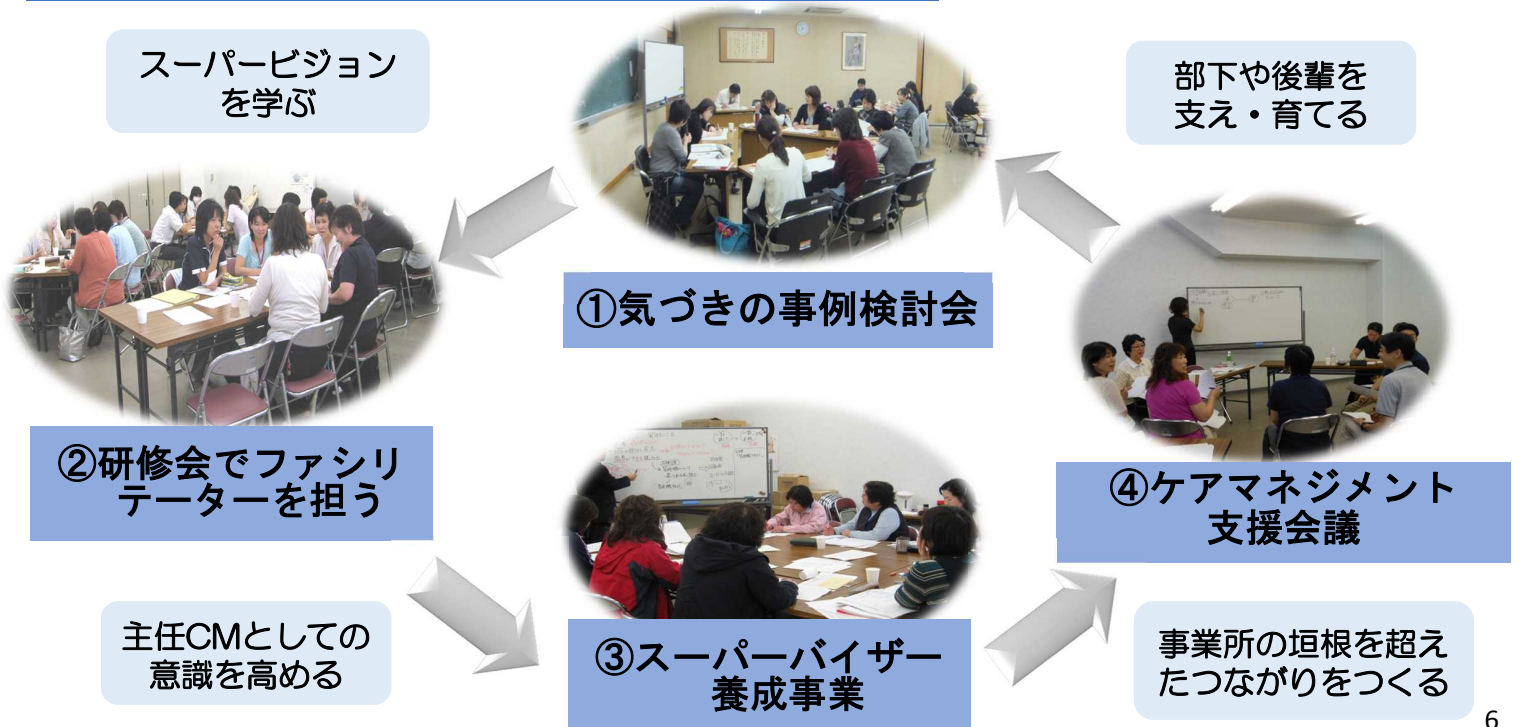 スーパービジョン
を学ぶ
部下や後輩を
支え・育てる
①気づきの事例検討会
②研修会でファシリ
テーターを担う
④ケアマネジメント
支援会議
主任CMとしての
意識を高める
③スーパーバイザー
養成事業
事業所の垣根を超え
たつながりをつくる
6